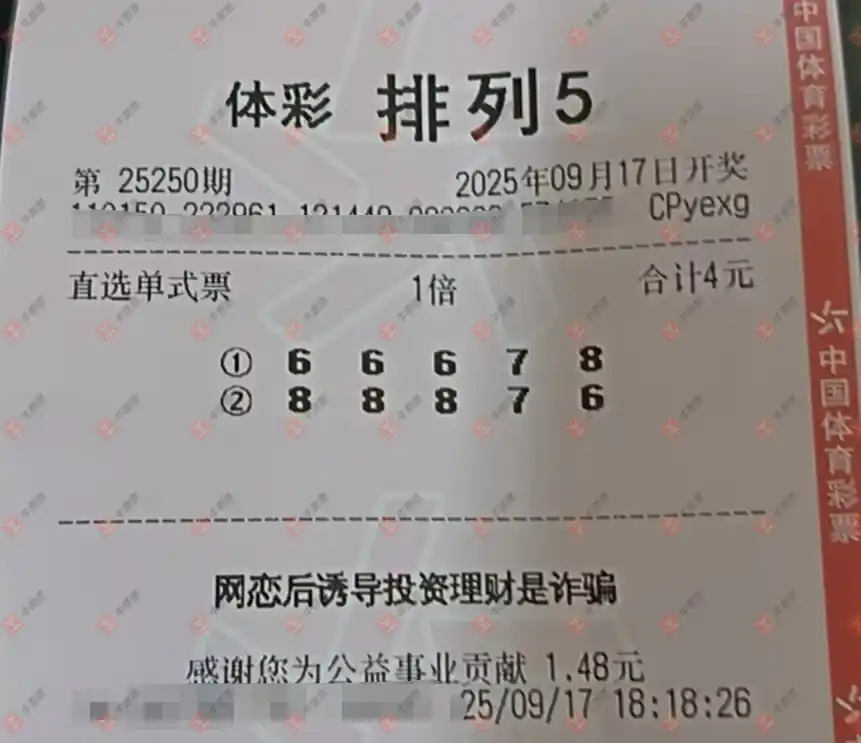 体彩 排列5
第 25250期 2025年09月17日开奖
CPyexg
直选单式票 1倍 合计4元
① 6 6 6 7 8
② 8 8 8 7 6
网恋后诱导投资理财是诈骗
感谢您为公益事业贡献 1.48元
25/09/17 18:18:26
中国体育彩票
中国体育彩票